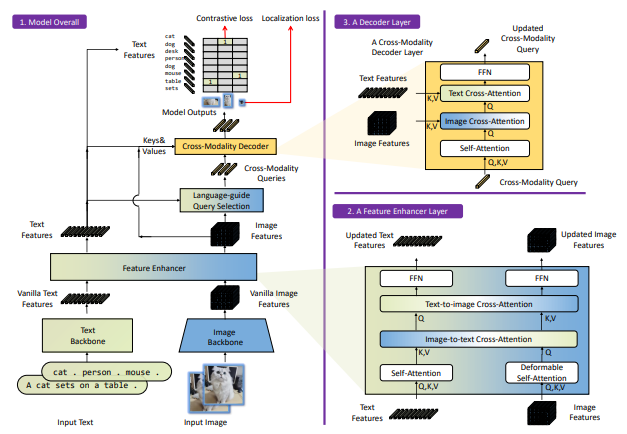 1. Model Overall
Contrastive loss
Localization loss
Text
Features
cat
dog
desk
person
dog
mouse
table
sets
1
1
1
Model Outputs
Keys&
Values
Cross-Modality Decoder
Cross-Modality
Queries
Language-guide
Query Selection
Text
Features
Image
Features
Feature Enhancer
Vanilla Text
Features
Vanilla Image
Features
Text
Backbone
Image
Backbone
cat . person . mouse .
A cat sets on a table .
Input Text
Input Image
3. A Decoder Layer
A Cross-Modality
Decoder Layer
Updated
Cross-Modality
Query
FFN
Text Features
Text Cross-Attention
K,V
Q
Image Cross-Attention
K,V
Q
Image Features
Self-Attention
Q,K,V
Cross-Modality Query
2. A Feature Enhancer Layer
Updated Text
Features
Updated Image
Features
FFN
FFN
Text-to-image Cross-Attention
Q
K,V
Image-to-text Cross-Attention
K,V
Q
Self-Attention
Deformable
Self-Attention
Q,K,V
Q,K,V
Text
Features
Image
Features